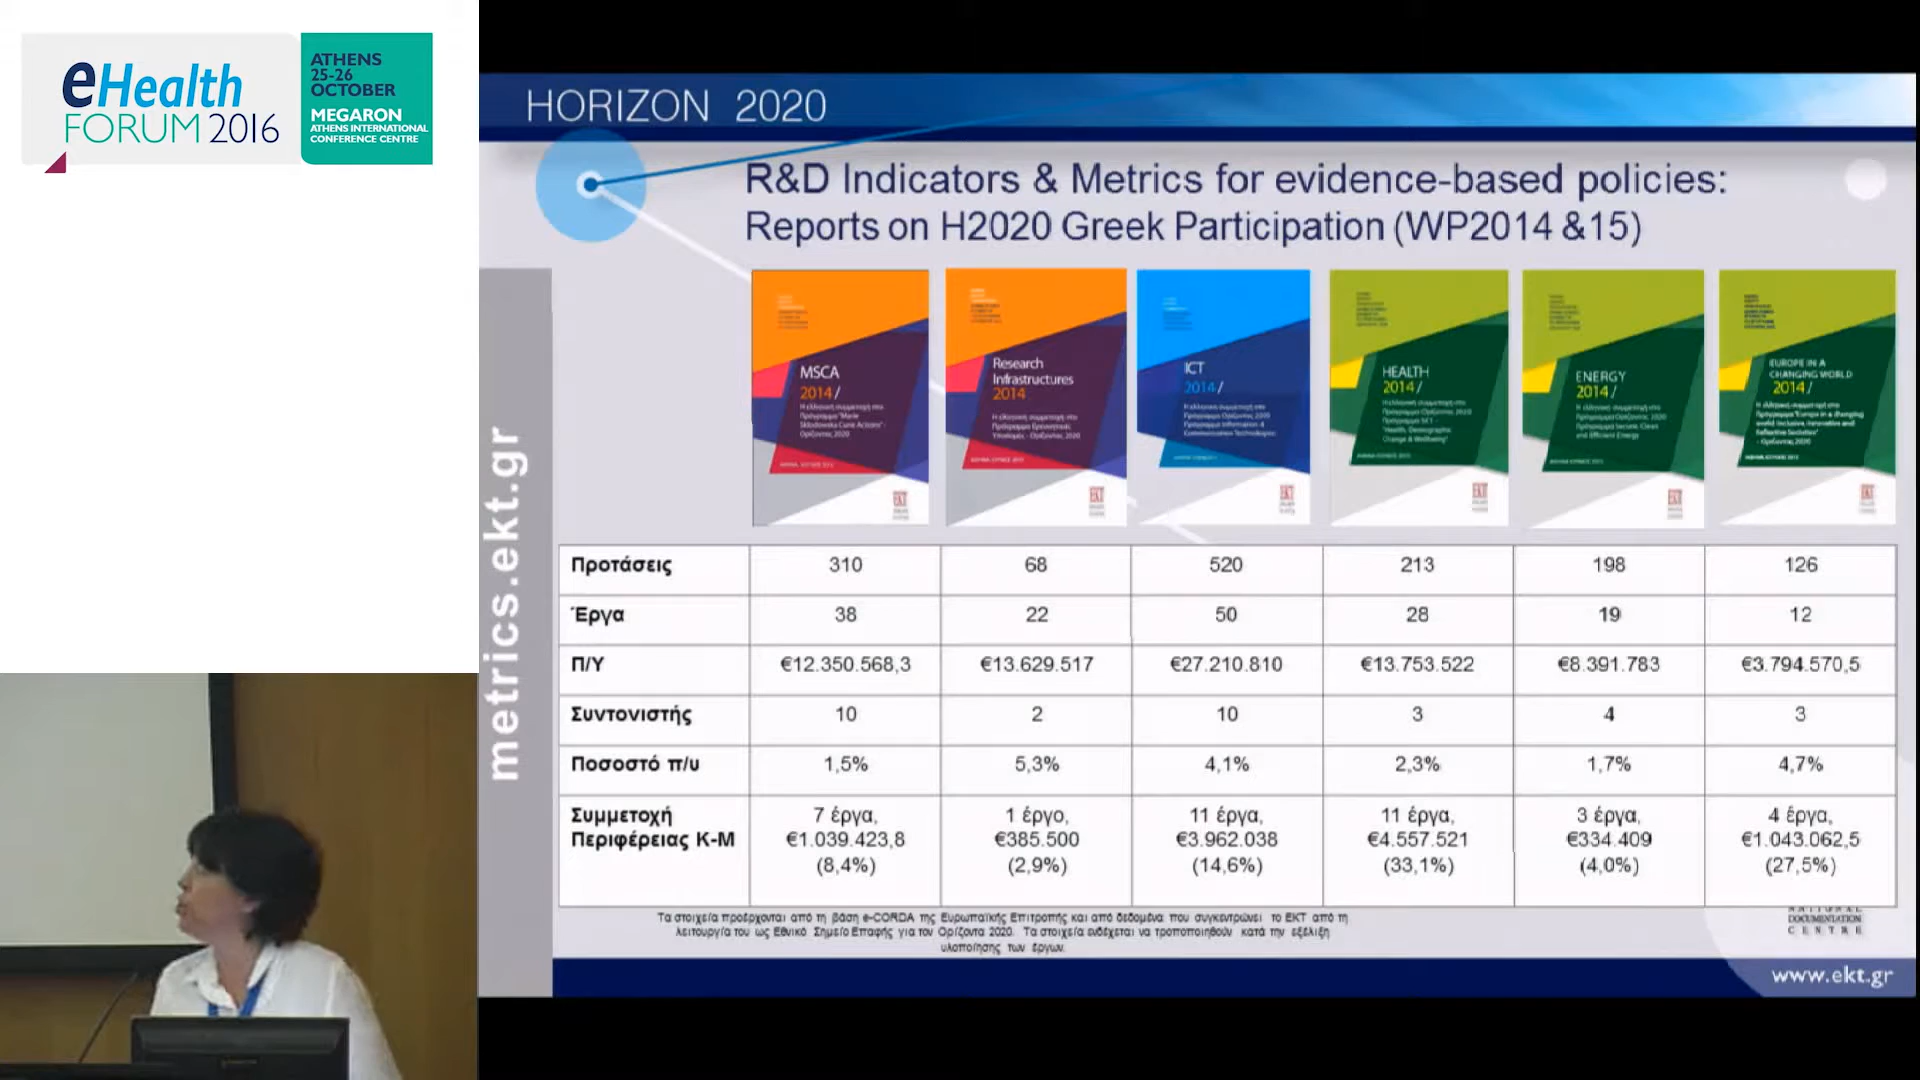 eHealth
FORUM 2016
ATHENS
25-26
OCTOBER
MEGARON
ATHENS INTERNATIONAL
CONFERENCE CENTRE
HORIZON 2020
R&D Indicators & Metrics for evidence-based policies:
Reports on H2020 Greek Participation (WP2014 &15)
metrics.ekt.gr
MSCA
2014/
Research
Infrastructures
2014
ICT
2014/
HEALTH
2014/
ENERGY
2014/
EUROPE IN A
CHANGING WORLD
2014/
Προτάσεις 310 68 520 213 198 126
Έργα 38 22 50 28 19 12
Π/Υ €12.350.568,3 €13.629.517 €27.210.810 €13.753.522 €8.391.783 €3.794.570,5
Συντονιστής 10 2 10 3 4 3
Ποσοστό π/υ 1,5% 5,3% 4,1% 2,3% 1,7% 4,7%
Συμμετοχή 7 έργα, 1 έργο, 11 έργα, 11 έργα, 3 έργα, 4 έργα,
Περιφέρειας Κ-Μ €1.039.423,8 €385.500 €3.962.038 €4.557.521 €334.409 €1.043.062,5
(8,4%) (2,9%) (14,6%) (33,1%) (4,0%) (27,5%)
Τα στοιχεία προέρχονται από τη βάση e-CORDA της Ευρωπαϊκής Επιτροπής και από δεδομένα που συγκεντρώνει το ΕΚΤ από τη
λειτουργία του ως Εθνικό Σημείο Επαφής για τον Ορίζοντα 2020. Τα στοιχεία ενδέχεται να τροποποιηθούν κατά την εξέλιξη
υλοποίησης των έργων.
DOCUMENTATION
CENTRE
www.ekt.gr